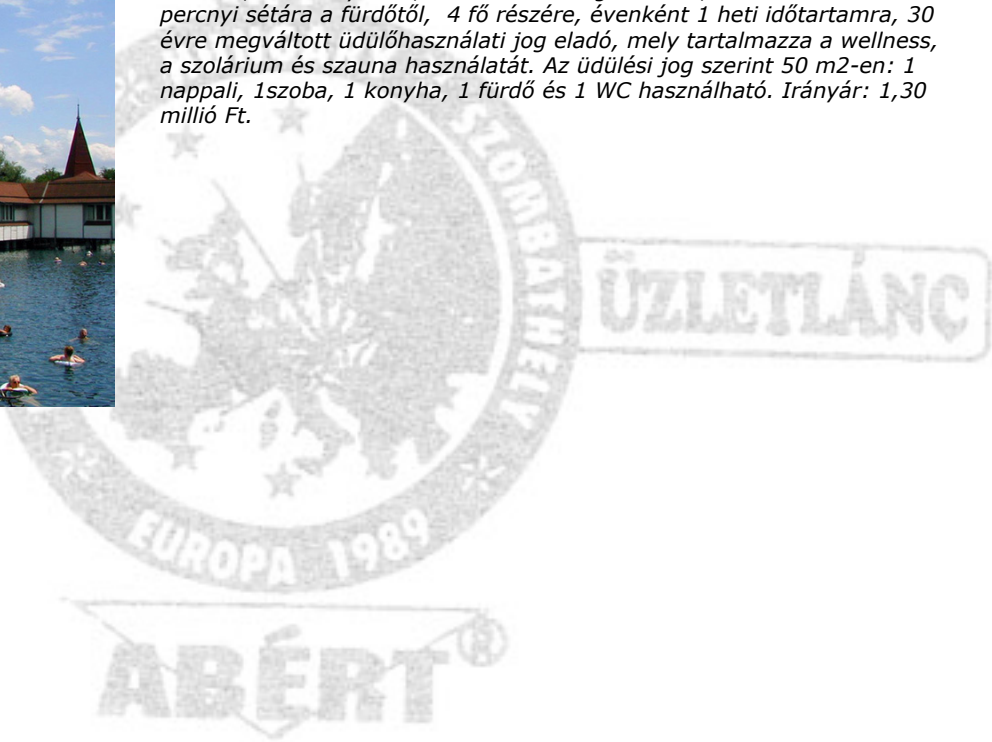 percnyi sétára a fürdőtől,  4 fő részére, évenként 1 heti időtartamra, 30
évre megváltott üdülőhasználati jog eladó, mely tartalmazza a wellness,
a szolárium és szauna használatát. Az üdülési jog szerint 50 m2-en: 1
nappali, 1szoba, 1 konyha, 1 fürdő és 1 WC használható. Irányár: 1,30
millió Ft.
SZOMBATHELY
ÜZLETLÁNC
EUROPA 1989
ABÉRT®